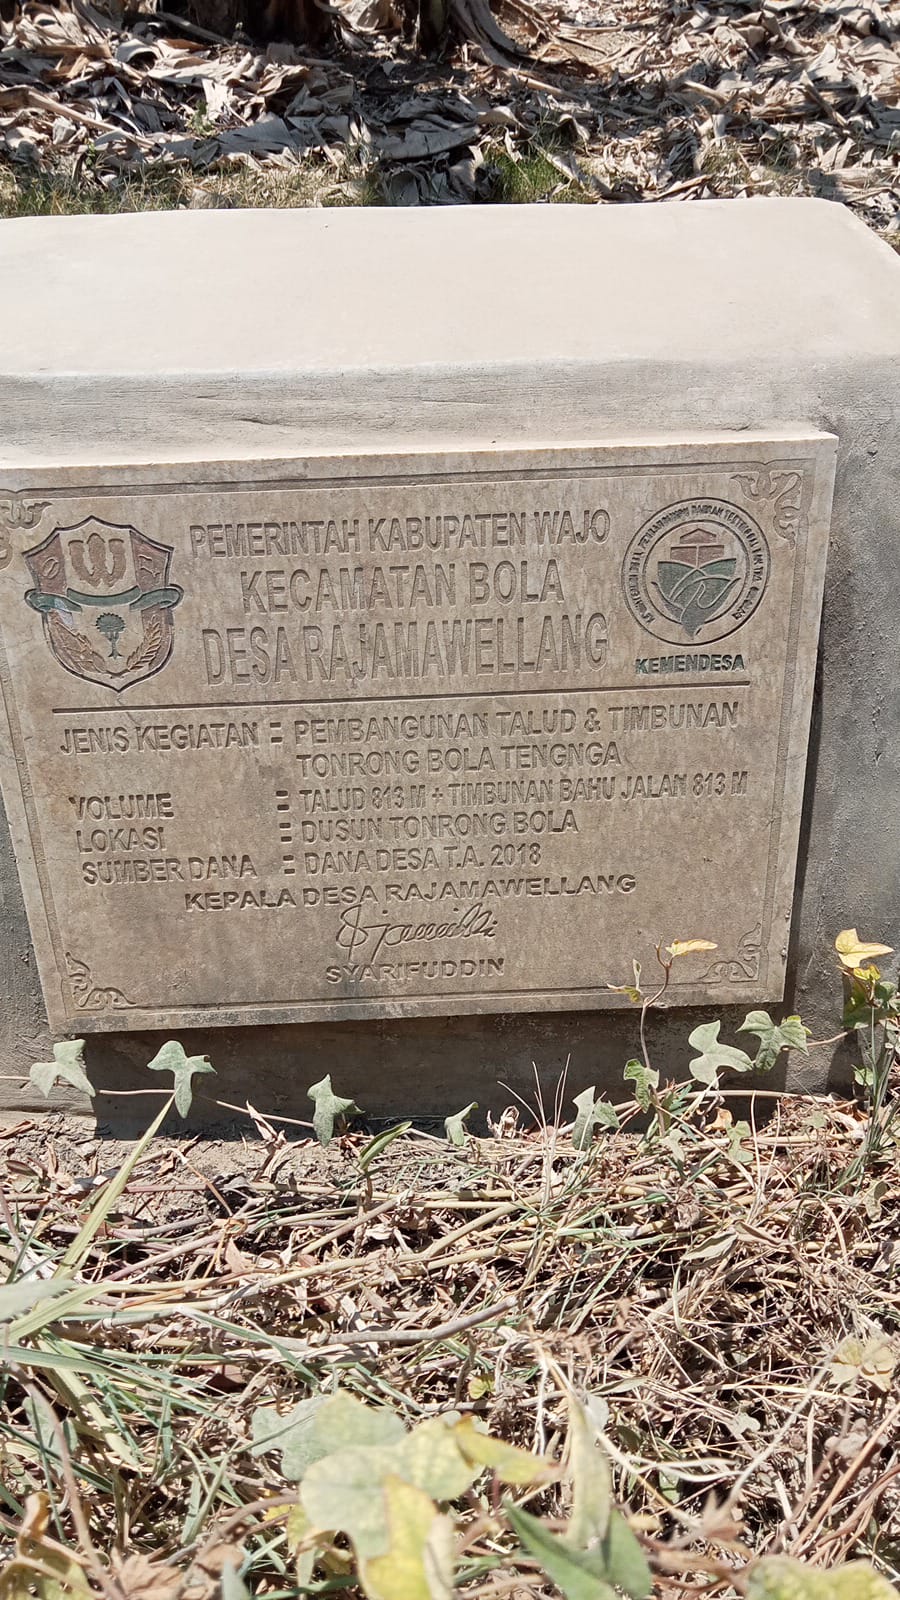 PEMERINTAH KABUPATEN WAJO
KECAMATAN BOLA
DESA RAJAMAWELLANG
KEMENDESA
JENIS KEGIATAN : PEMBANGUNAN TALUD & TIMBUNAN
TONRONG BOLA TENGNGA
VOLUME : TALUD 813 M + TIMBUNAN BAHU JALAN 813 M
LOKASI : DUSUN TONRONG BOLA
SUMBER DANA : DANA DESA T.A. 2018
KEPALA DESA RAJAMAWELLANG
SYARIFUDDIN